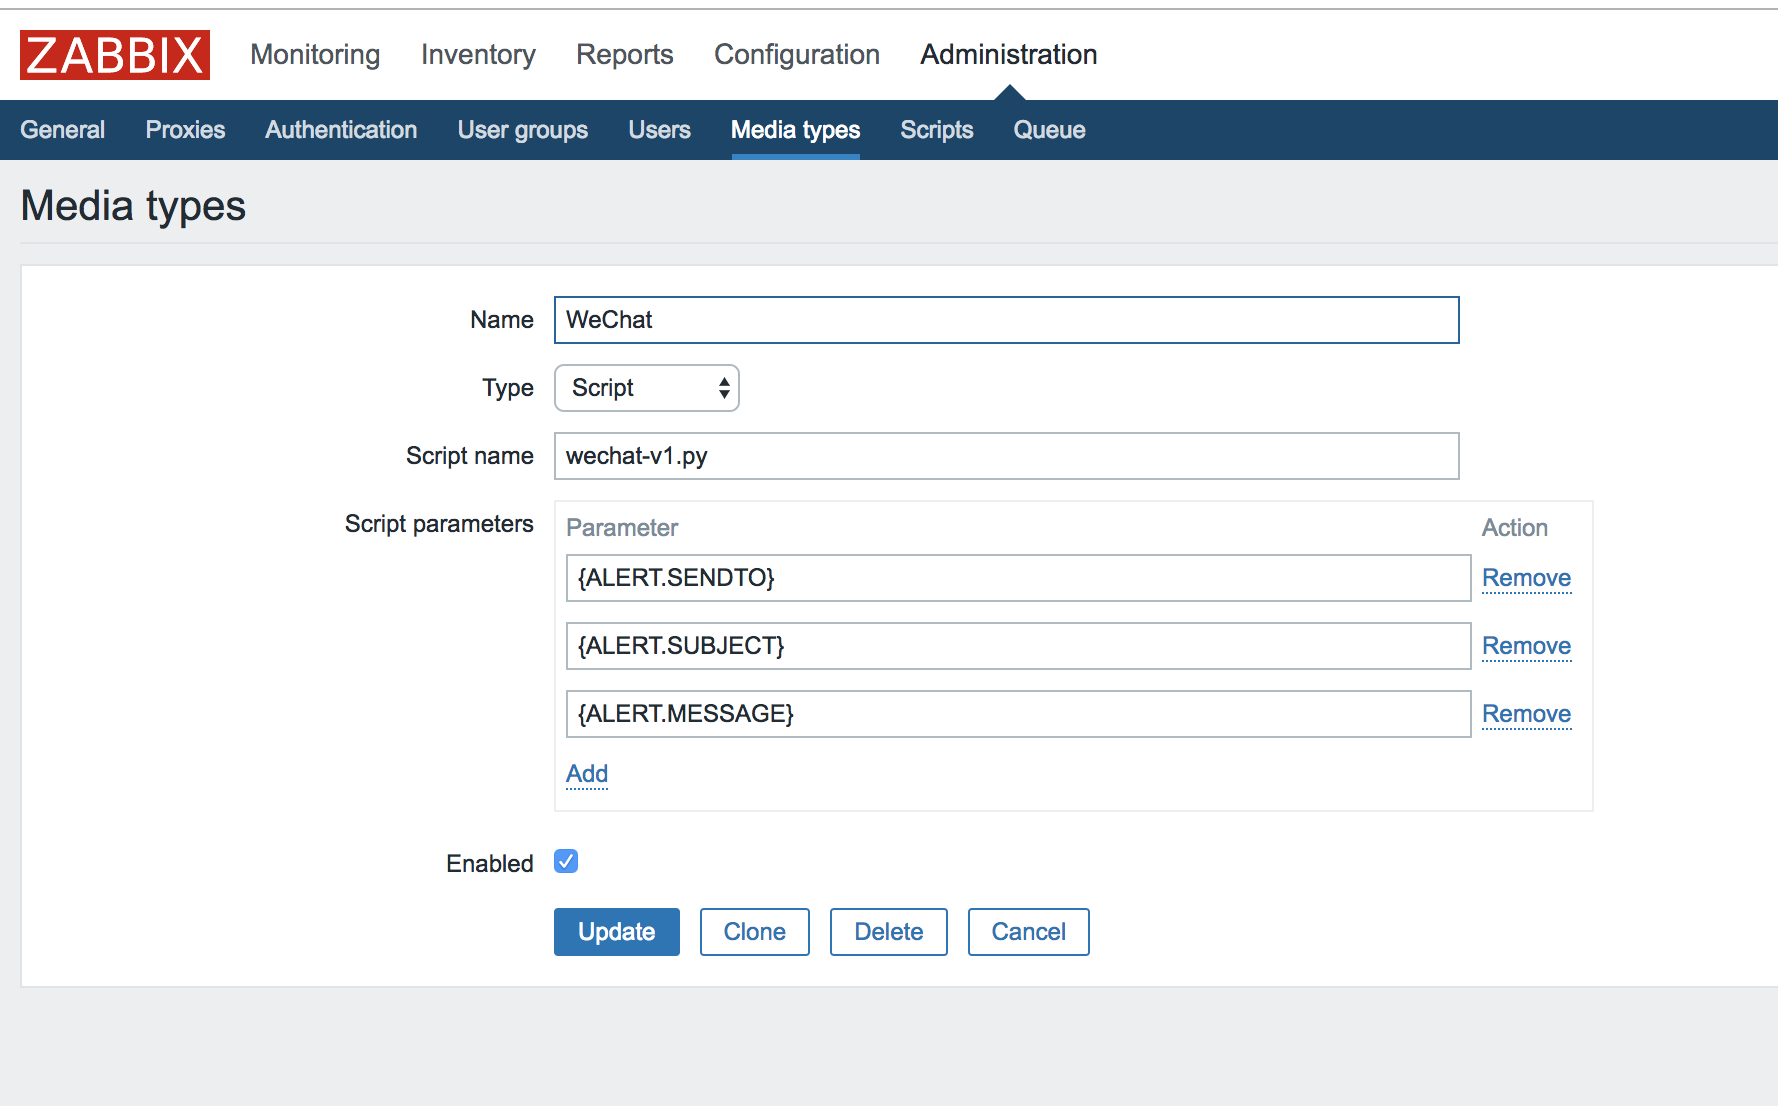 ZABBIX Monitoring Inventory Reports Configuration Administration
General Proxies Authentication User groups Users Media types Scripts Queue
Media types
Name WeChat
Type Script
Script name wechat-v1.py
Script parameters Parameter Action
{ALERT.SENDTO} Remove
{ALERT.SUBJECT} Remove
{ALERT.MESSAGE} Remove
Add
Enabled
Update Clone Delete Cancel